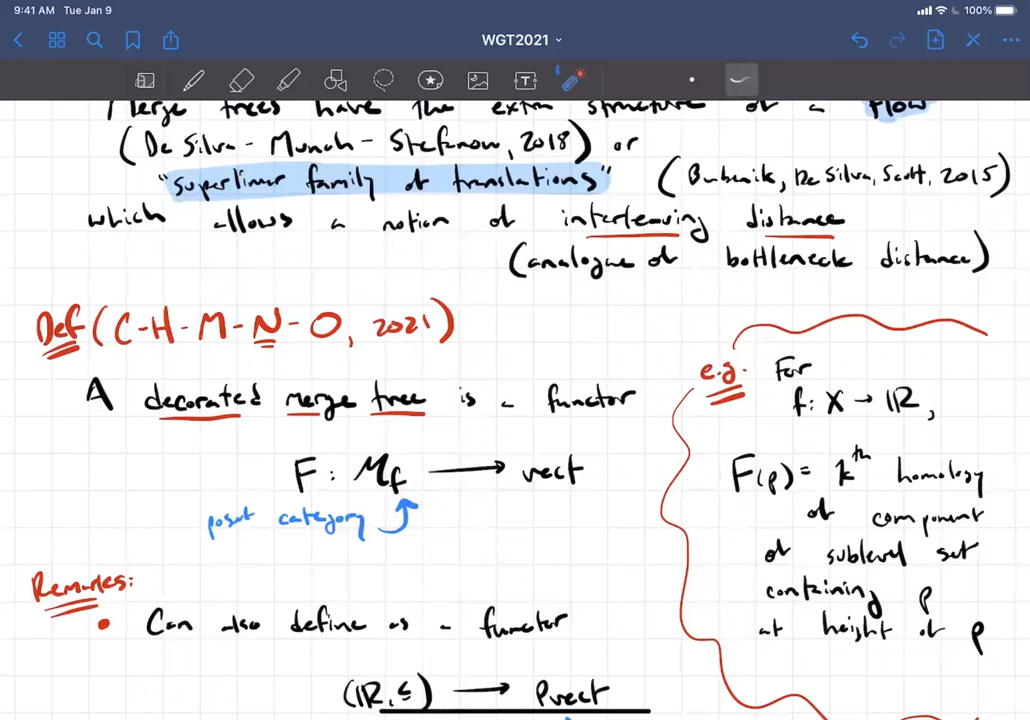 9:41 AM Tue Jan 9
100%
WGT2021
Merge trees have the extra structure of a flow
(De Silva - Munch - Stefanou, 2018) or
"superlinear family of translations" (Bubenik, De Silva, Scott, 2015)
which allows a notion of interleaving distance
(analogue of bottleneck distance)
Def (C-H-M-N-O, 2021)
A decorated merge tree is a functor
F : M_f → vect
poset category
e.g. For
f: X → ℝ,
F(p) = k^th homology
of component
of sublevel set
containing p
at height of p
Remarks:
• Can also define as a functor
(ℝ, ≤) → Pvect